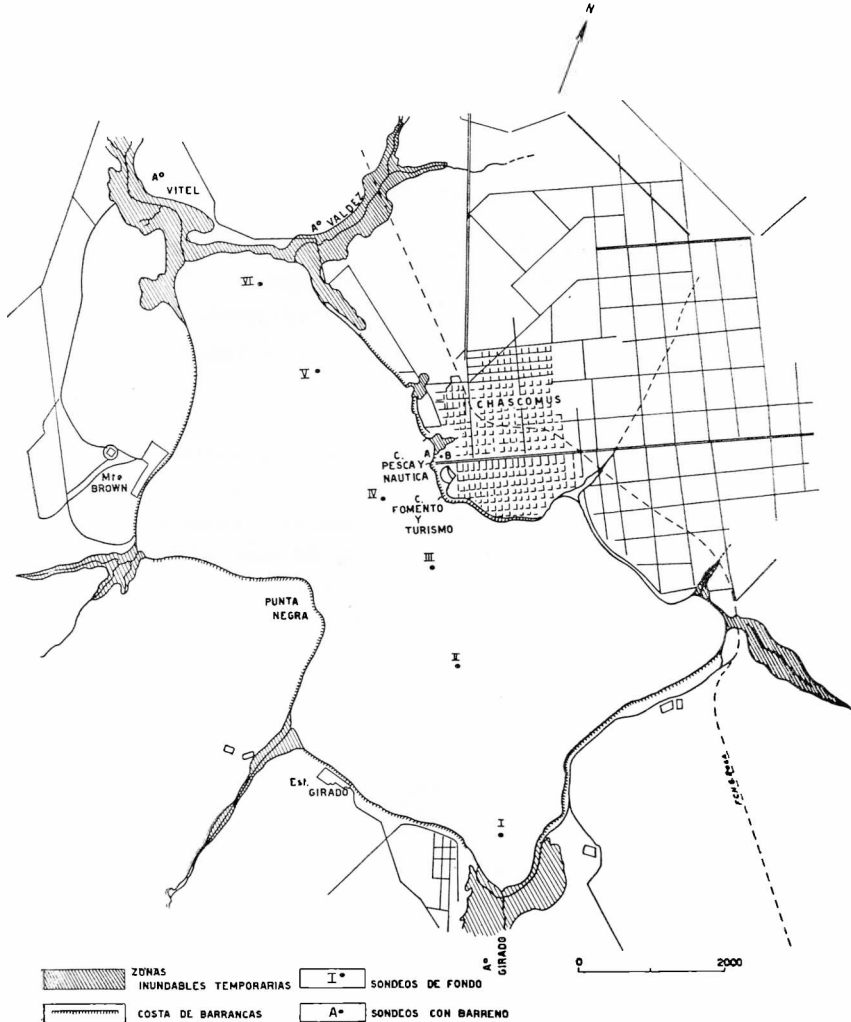 N
Aº
VITEL
Aº VALDEZ
VI
V
CHASCOMUS
A B
C.
PESCA Y
NAUTICA
Mte
BROWN
IV
C.
FOMENTO
Y
TURISMO
III
PUNTA
NEGRA
II
Est.
GIRADO
I
Aº
GIRADO
0 2000
ZONAS
INUNDABLES TEMPORARIAS
I SONDEOS DE FONDO
COSTA DE BARRANCAS
A SONDEOS CON BARRENO